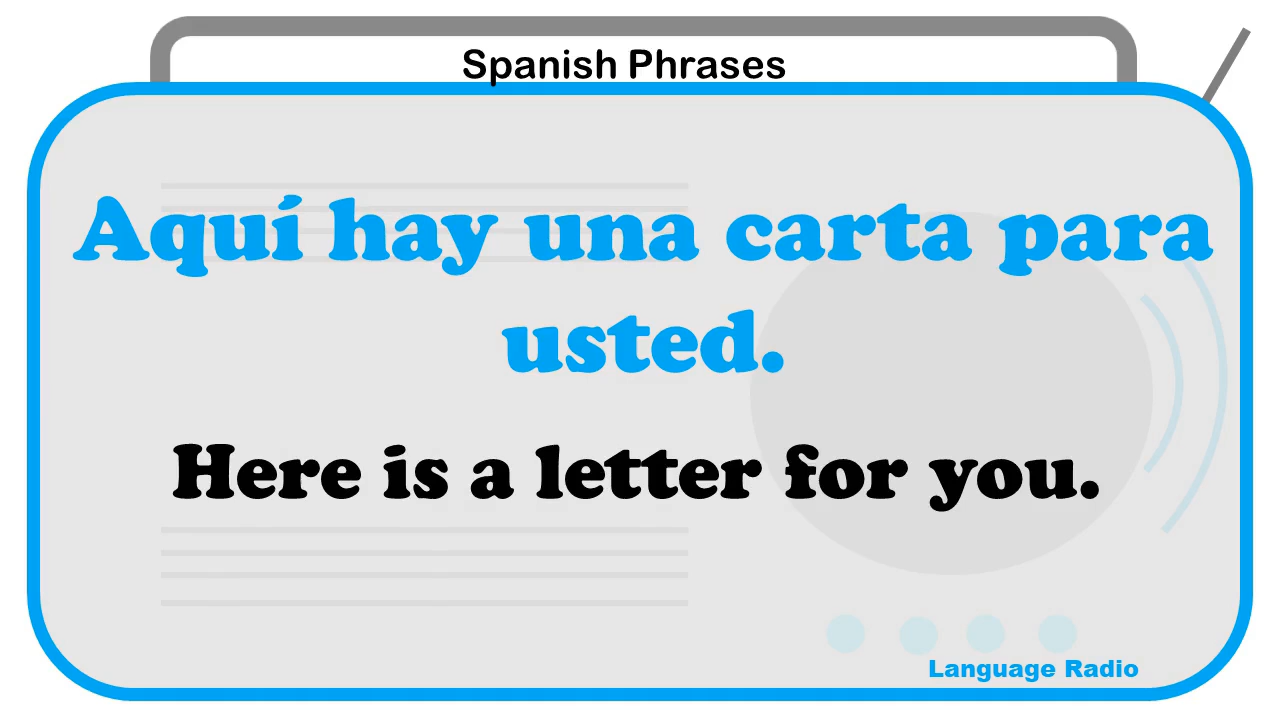 Spanish Phrases
Aquí hay una carta para
usted.
Here is a letter for you.
Language Radio